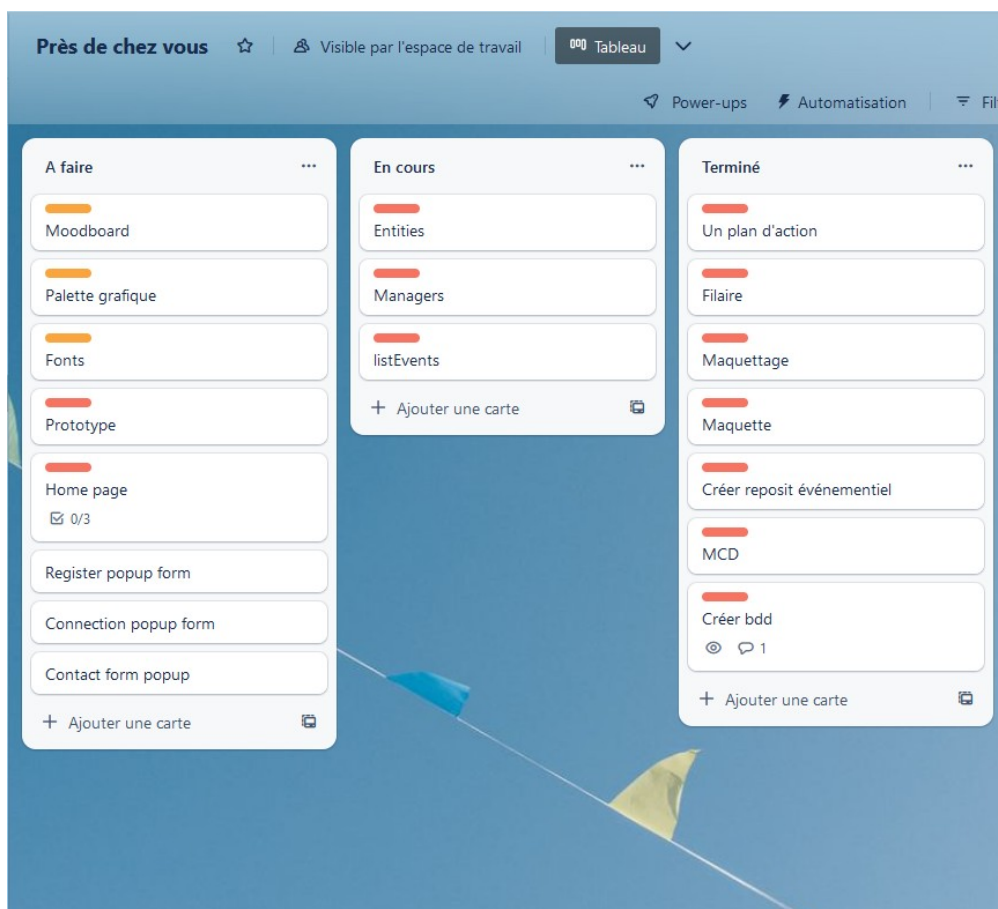 Près de chez vous
Visible par l'espace de travail
Tableau
Power-ups
Automatisation
A faire
Moodboard
Palette grafique
Fonts
Prototype
Home page
0/3
Register popup form
Connection popup form
Contact form popup
Ajouter une carte
En cours
Entities
Managers
listEvents
Ajouter une carte
Terminé
Un plan d'action
Filaire
Maquettage
Maquette
Créer reposit événementiel
MCD
Créer bdd
1
Ajouter une carte